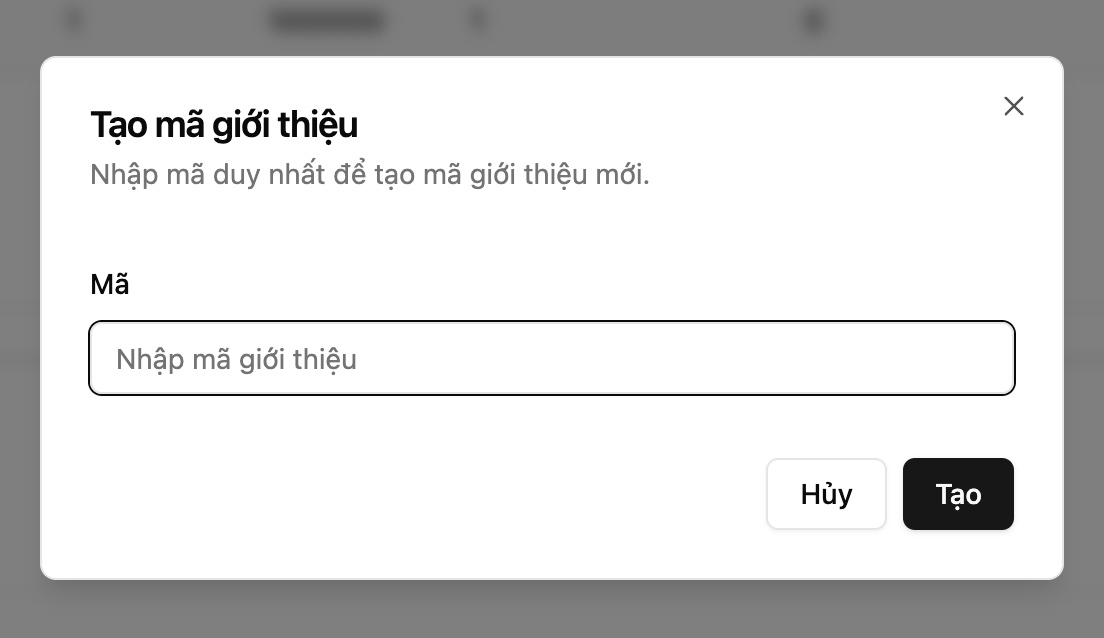 Tạo mã giới thiệu
Nhập mã duy nhất để tạo mã giới thiệu mới.
Mã
Nhập mã giới thiệu
Hủy
Tạo